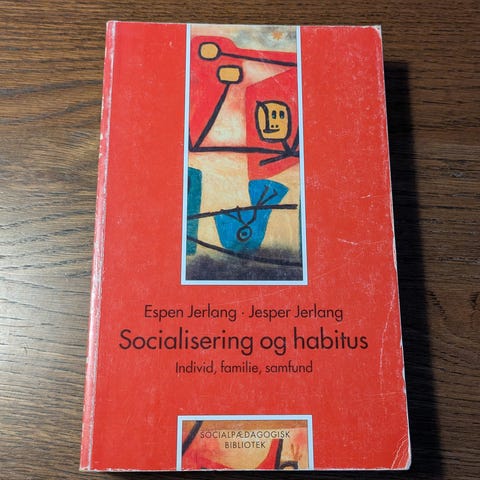 Espen Jerlang · Jesper Jerlang
Socialisering og habitus
Individ, familie, samfund
SOCIALPÆDAGOGISK
BIBLIOTEK